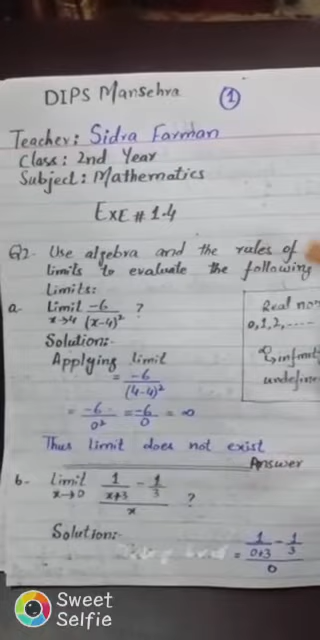 DIPS Mansehra ①
Teacher: Sidra Farman
Class: 2nd Year
Subject: Mathematics
EXE # 1.4
Q2. Use algebra and the rules of
limits to evaluate the following
Limits:
a. Limit x→4 -6/(x-4)² ?
Real no
0,1,2,.....
∞
undefine
Solution:-
Applying limit
= -6/(4-4)²
= -6/0² = -6/0 = ∞
Thus limit does not exist
Answer
b. Limit x→0 (1/(x+3) - 1/3)/x ?
Solution:-
= (1/(0+3) - 1/3)/0
Sweet
Selfie